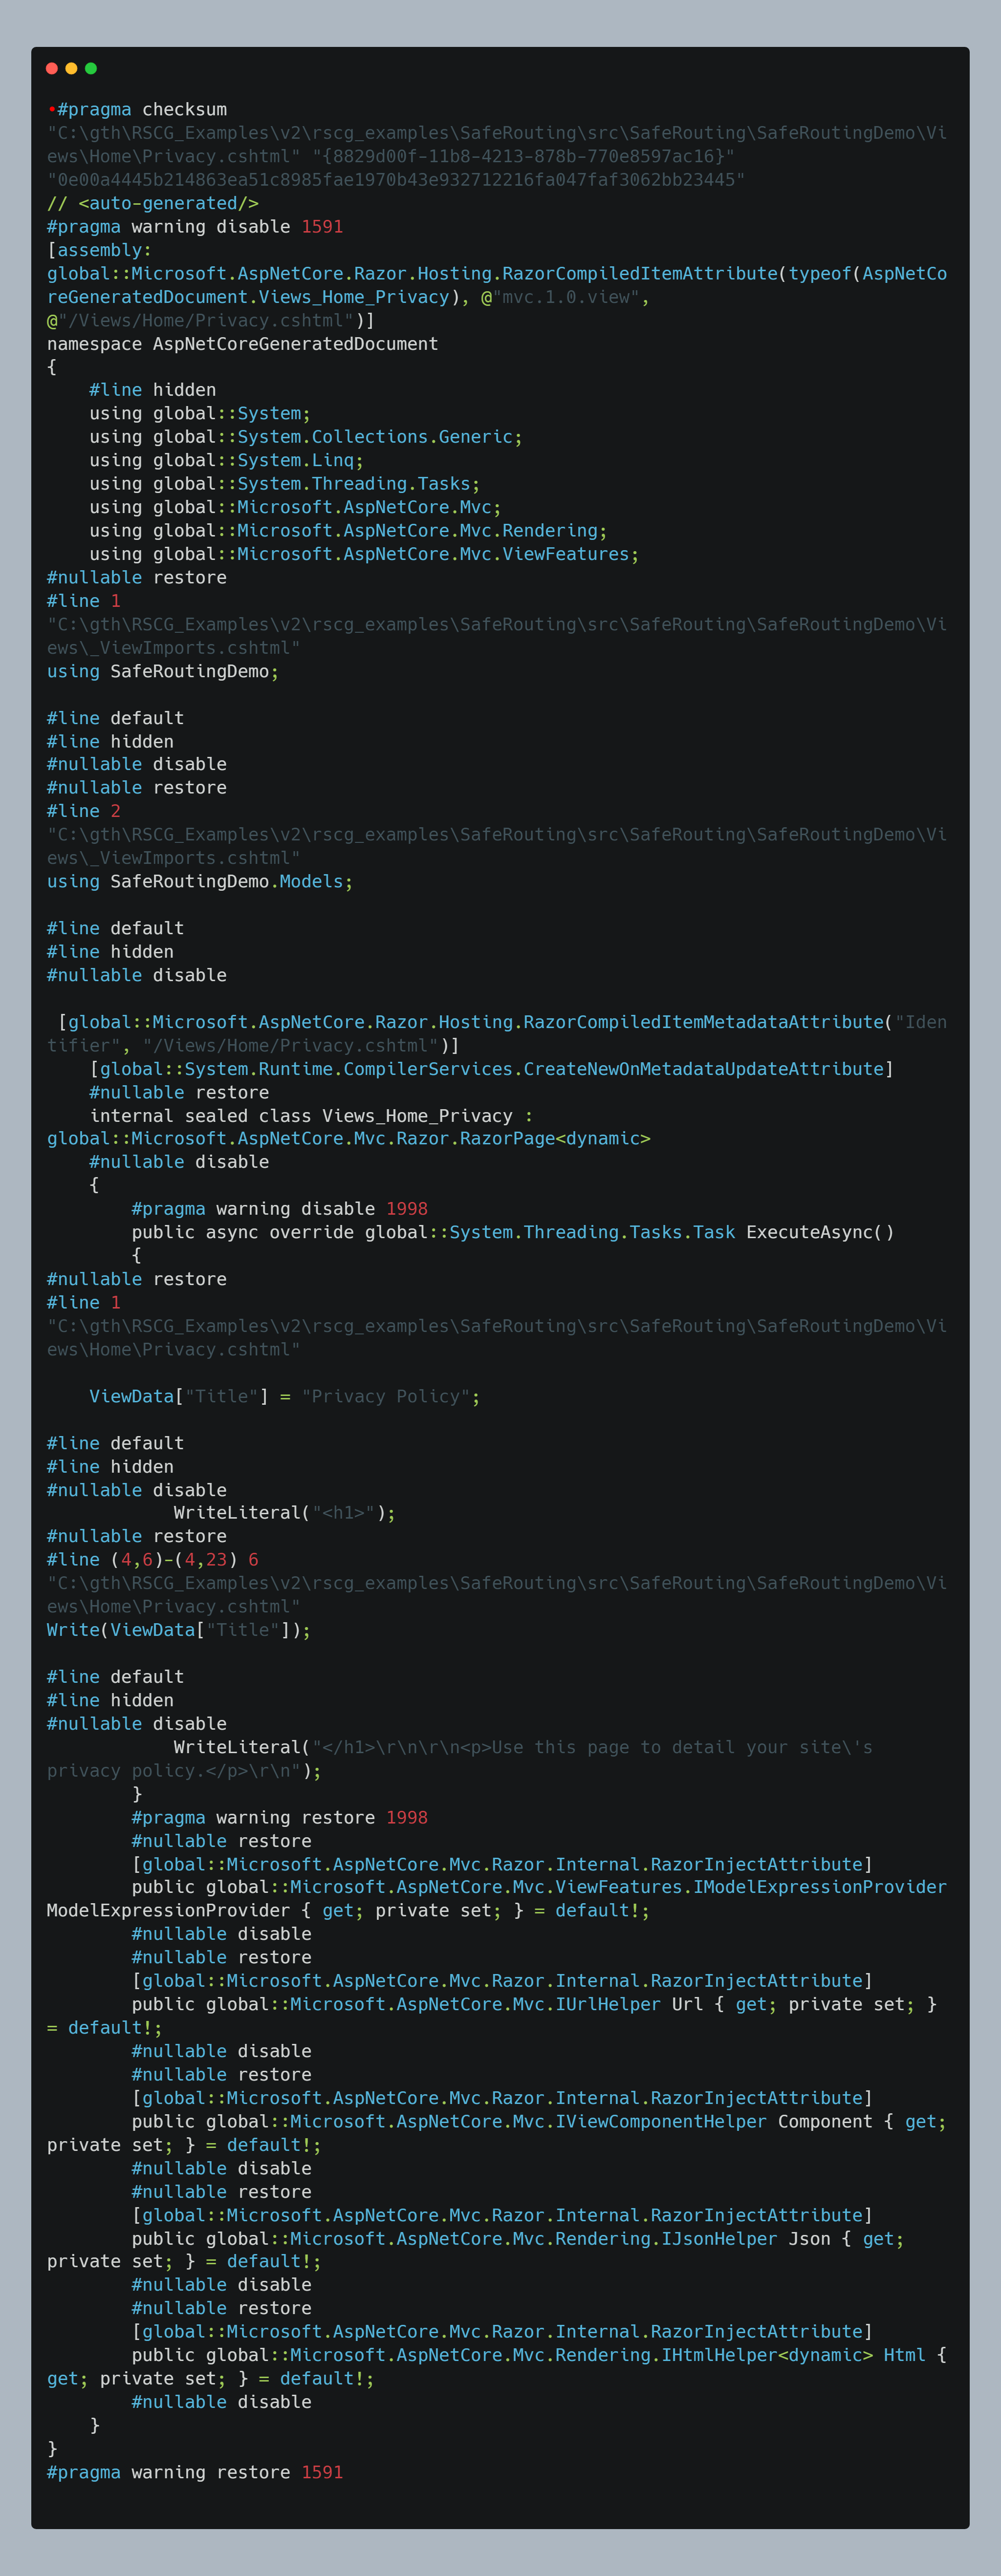 •#pragma checksum
"C:\gth\RSCG_Examples\v2\rscg_examples\SafeRouting\src\SafeRouting\SafeRoutingDemo\Vi
ews\Home\Privacy.cshtml" "{8829d00f-11b8-4213-878b-770e8597ac16}"
"0e00a4445b214863ea51c8985fae1970b43e932712216fa047faf3062bb23445"
// <auto-generated/>
#pragma warning disable 1591
[assembly:
global::Microsoft.AspNetCore.Razor.Hosting.RazorCompiledItemAttribute(typeof(AspNetCo
reGeneratedDocument.Views_Home_Privacy), @"mvc.1.0.view",
@"/Views/Home/Privacy.cshtml")]
namespace AspNetCoreGeneratedDocument
{
    #line hidden
    using global::System;
    using global::System.Collections.Generic;
    using global::System.Linq;
    using global::System.Threading.Tasks;
    using global::Microsoft.AspNetCore.Mvc;
    using global::Microsoft.AspNetCore.Mvc.Rendering;
    using global::Microsoft.AspNetCore.Mvc.ViewFeatures;
#nullable restore
#line 1
"C:\gth\RSCG_Examples\v2\rscg_examples\SafeRouting\src\SafeRouting\SafeRoutingDemo\Vi
ews\_ViewImports.cshtml"
using SafeRoutingDemo;

#line default
#line hidden
#nullable disable
#nullable restore
#line 2
"C:\gth\RSCG_Examples\v2\rscg_examples\SafeRouting\src\SafeRouting\SafeRoutingDemo\Vi
ews\_ViewImports.cshtml"
using SafeRoutingDemo.Models;

#line default
#line hidden
#nullable disable

 [global::Microsoft.AspNetCore.Razor.Hosting.RazorCompiledItemMetadataAttribute("Iden
tifier", "/Views/Home/Privacy.cshtml")]
    [global::System.Runtime.CompilerServices.CreateNewOnMetadataUpdateAttribute]
    #nullable restore
    internal sealed class Views_Home_Privacy :
global::Microsoft.AspNetCore.Mvc.Razor.RazorPage<dynamic>
    #nullable disable
    {
        #pragma warning disable 1998
        public async override global::System.Threading.Tasks.Task ExecuteAsync()
        {
#nullable restore
#line 1
"C:\gth\RSCG_Examples\v2\rscg_examples\SafeRouting\src\SafeRouting\SafeRoutingDemo\Vi
ews\Home\Privacy.cshtml"

    ViewData["Title"] = "Privacy Policy";

#line default
#line hidden
#nullable disable
            WriteLiteral("<h1>");
#nullable restore
#line (4,6)-(4,23) 6
"C:\gth\RSCG_Examples\v2\rscg_examples\SafeRouting\src\SafeRouting\SafeRoutingDemo\Vi
ews\Home\Privacy.cshtml"
Write(ViewData["Title"]);

#line default
#line hidden
#nullable disable
            WriteLiteral("</h1>\r\n\r\n<p>Use this page to detail your site\'s
privacy policy.</p>\r\n");
        }
        #pragma warning restore 1998
        #nullable restore
        [global::Microsoft.AspNetCore.Mvc.Razor.Internal.RazorInjectAttribute]
        public global::Microsoft.AspNetCore.Mvc.ViewFeatures.IModelExpressionProvider
ModelExpressionProvider { get; private set; } = default!;
        #nullable disable
        #nullable restore
        [global::Microsoft.AspNetCore.Mvc.Razor.Internal.RazorInjectAttribute]
        public global::Microsoft.AspNetCore.Mvc.IUrlHelper Url { get; private set; }
= default!;
        #nullable disable
        #nullable restore
        [global::Microsoft.AspNetCore.Mvc.Razor.Internal.RazorInjectAttribute]
        public global::Microsoft.AspNetCore.Mvc.IViewComponentHelper Component { get;
private set; } = default!;
        #nullable disable
        #nullable restore
        [global::Microsoft.AspNetCore.Mvc.Razor.Internal.RazorInjectAttribute]
        public global::Microsoft.AspNetCore.Mvc.Rendering.IJsonHelper Json { get;
private set; } = default!;
        #nullable disable
        #nullable restore
        [global::Microsoft.AspNetCore.Mvc.Razor.Internal.RazorInjectAttribute]
        public global::Microsoft.AspNetCore.Mvc.Rendering.IHtmlHelper<dynamic> Html {
get; private set; } = default!;
        #nullable disable
    }
}
#pragma warning restore 1591